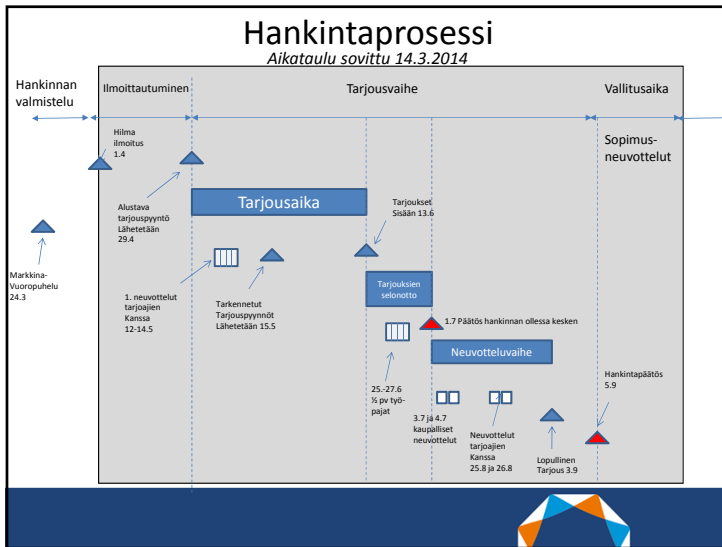 Hankintaprosessi
Aikataulu sovittu 14.3.2014
Hankinnan
valmistelu
Ilmoittautuminen
Tarjousvaihe
Vallitusaika
Hilma
ilmoitus
1.4
Sopimus-
neuvottelut
Alustava
tarjouspyyntö
Lähetetään
29.4
Tarjousaika
Tarjoukset
Sisään 13.6
Markkina-
Vuoropuhelu
24.3
1. neuvottelut
tarjoajien
Kanssa
12-14.5
Tarkennetut
Tarjouspyynnöt
Lähetetään 15.5
Tarjouksien
selonotto
1.7 Päätös hankinnan ollessa kesken
Neuvotteluvaihe
25.-27.6
½ pv työ-
pajat
3.7 ja 4.7
kaupalliset
neuvottelut
Neuvottelut
tarjoajien
Kanssa
25.8 ja 26.8
Lopullinen
Tarjous 3.9
Hankintapäätös
5.9